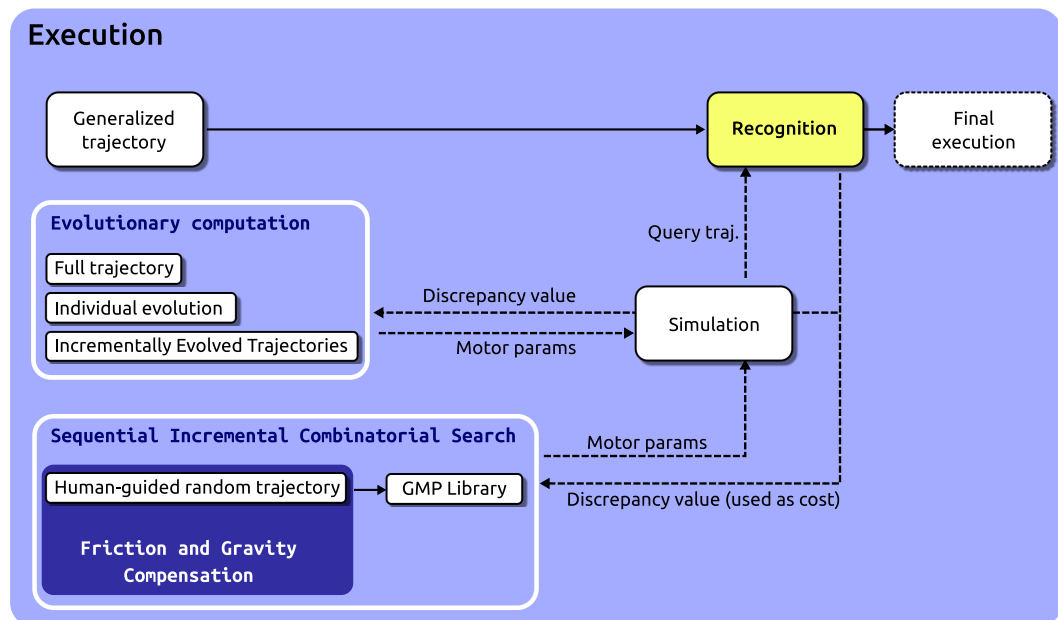 Execution
Generalized
trajectory
Recognition
Final
execution
Evolutionary computation
Full trajectory
Individual evolution
Incrementally Evolved Trajectories
Query traj.
Discrepancy value
Motor params
Simulation
Sequential Incremental Combinatorial Search
Human-guided random trajectory
GMP Library
Friction and Gravity
Compensation
Motor params
Discrepancy value (used as cost)